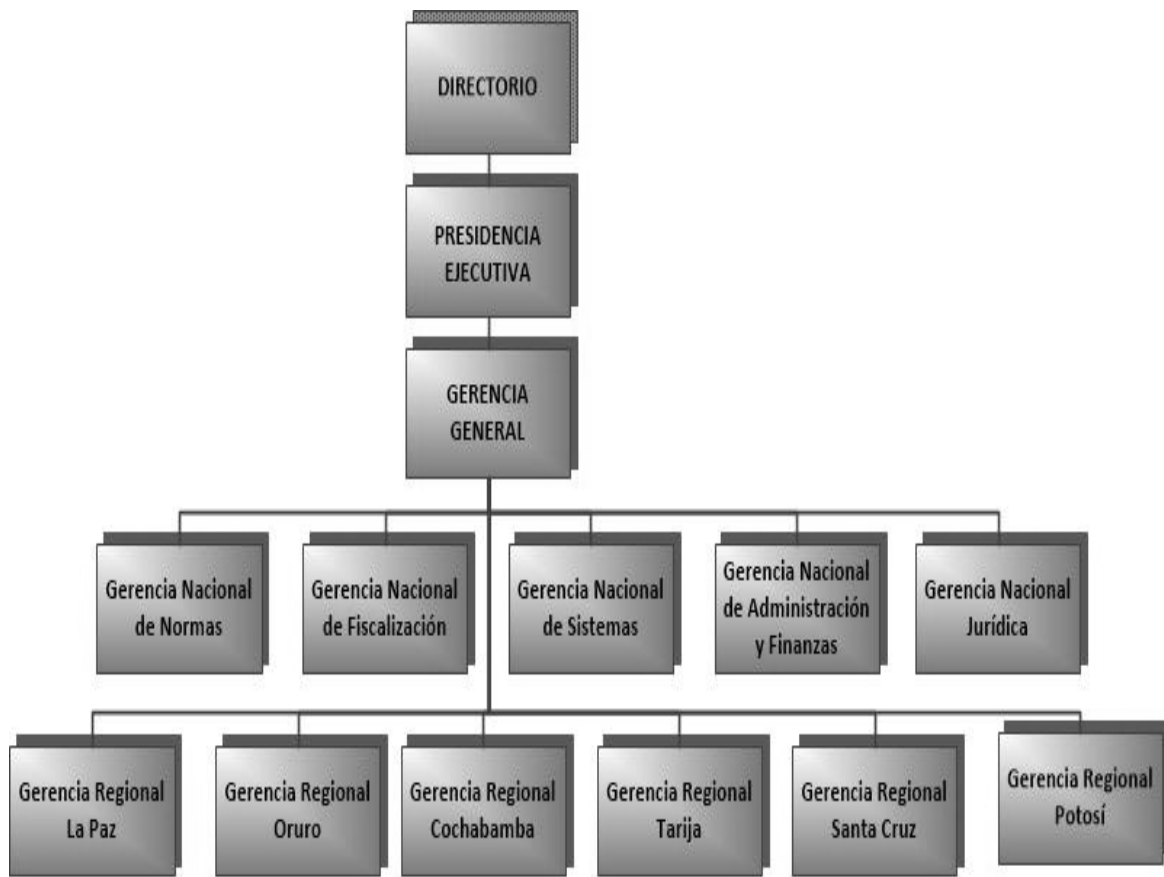 DIRECTORIO
PRESIDENCIA
EJECUTIVA
GERENCIA
GENERAL
Gerencia Nacional
de Normas
Gerencia Nacional
de Fiscalización
Gerencia Nacional
de Sistemas
Gerencia Nacional
de Administración
y Finanzas
Gerencia Nacional
Jurídica
Gerencia Regional
La Paz
Gerencia Regional
Oruro
Gerencia Regional
Cochabamba
Gerencia Regional
Tarija
Gerencia Regional
Santa Cruz
Gerencia Regional
Potosí